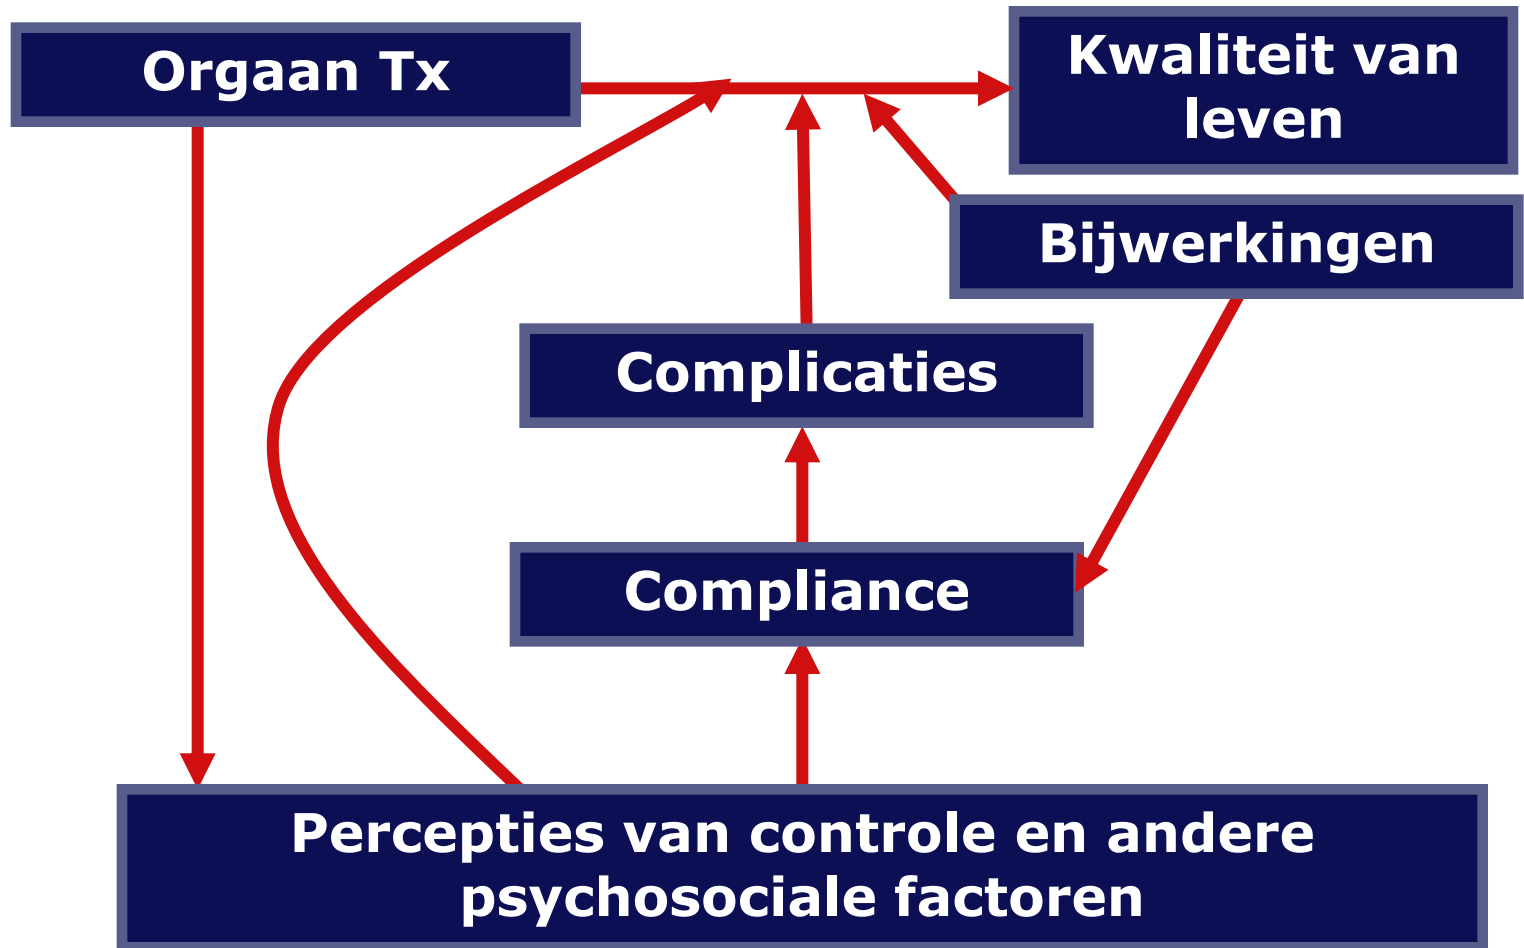 Orgaan Tx
Kwaliteit van
leven
Bijwerkingen
Complicaties
Compliance
Percepties van controle en andere
psychosociale factoren